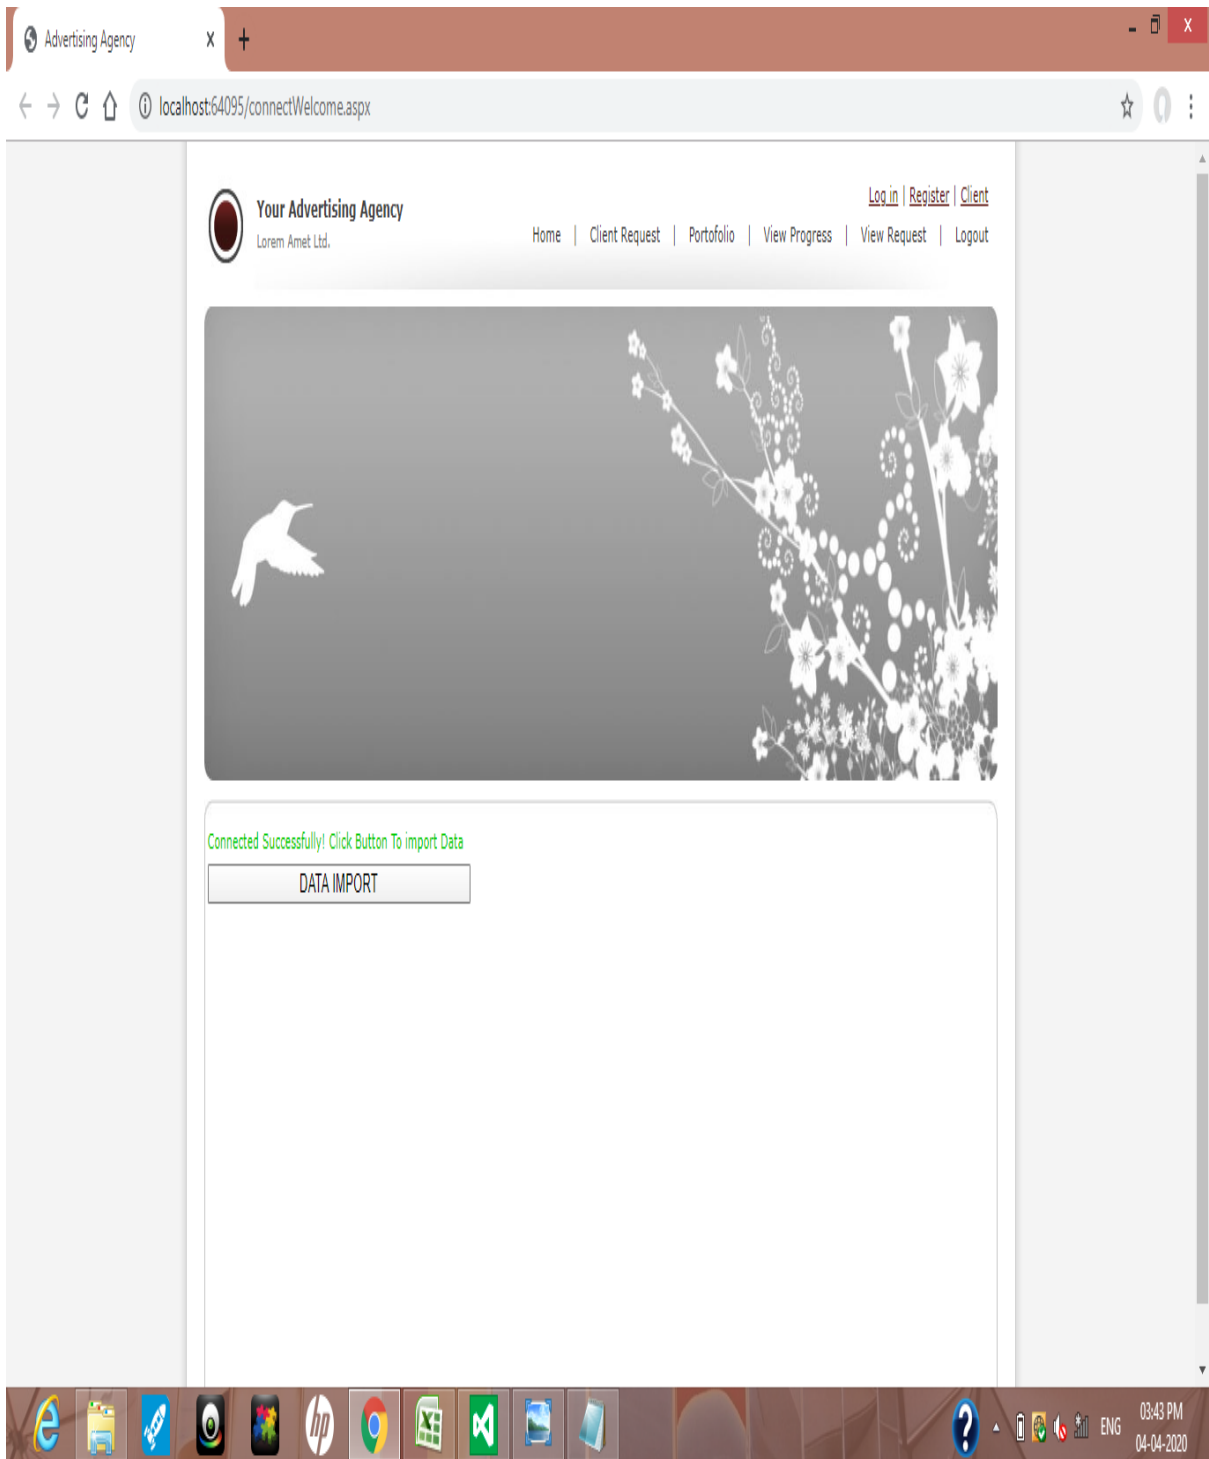 Advertising Agency
localhost:64095/connectWelcome.aspx
Log in | Register | Client
Your Advertising Agency
Lorem Amet Ltd.
Home | Client Request | Portofolio | View Progress | View Request | Logout
Connected Successfully! Click Button To import Data
DATA IMPORT
hp
ENG
03:43 PM
04-04-2020